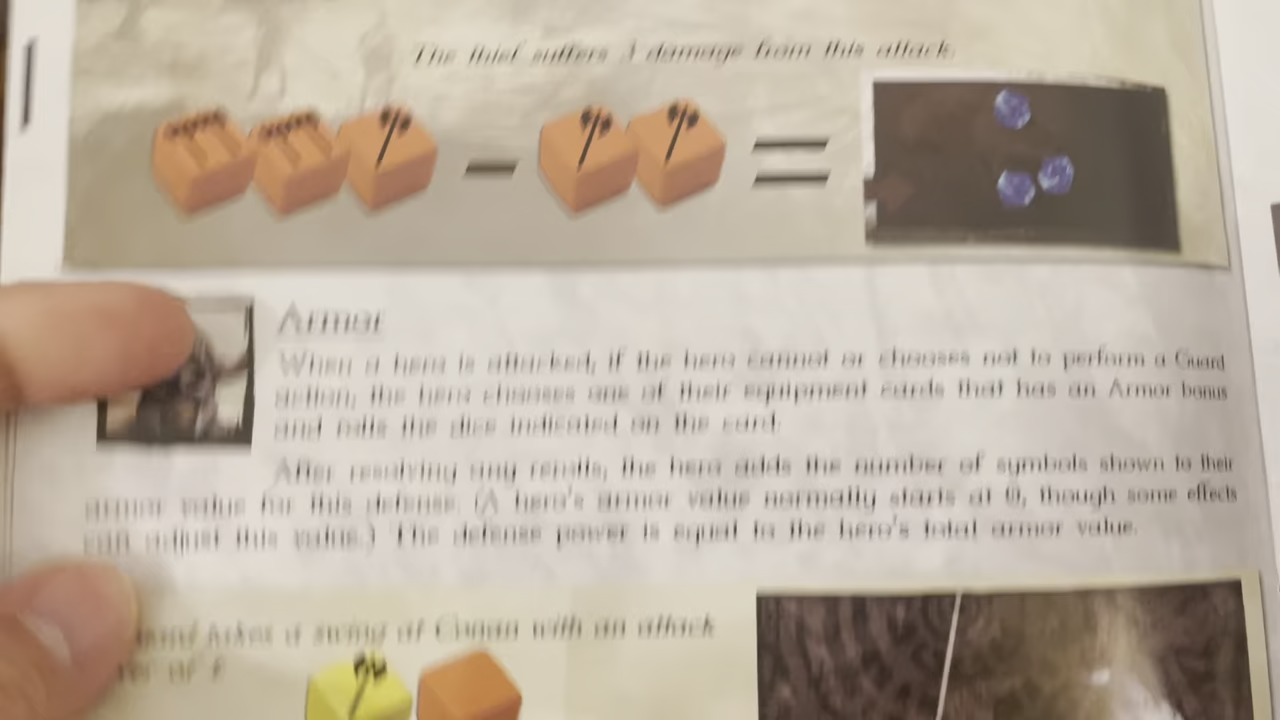 The thief suffers 3 damage from this attack.
Armor
When a hero is attacked, if the hero cannot or chooses not to perform a Guard
action, the hero chooses one of their equipment cards that has an Armor bonus
and rolls the dice indicated on the card.
After resolving any rerolls, the hero adds the number of symbols shown to their
armor value for this defense. (A hero's armor value normally starts at 0, though some effects
can adjust this value.) The defense power is equal to the hero's total armor value.
takes a swing at Conan with an attack
of